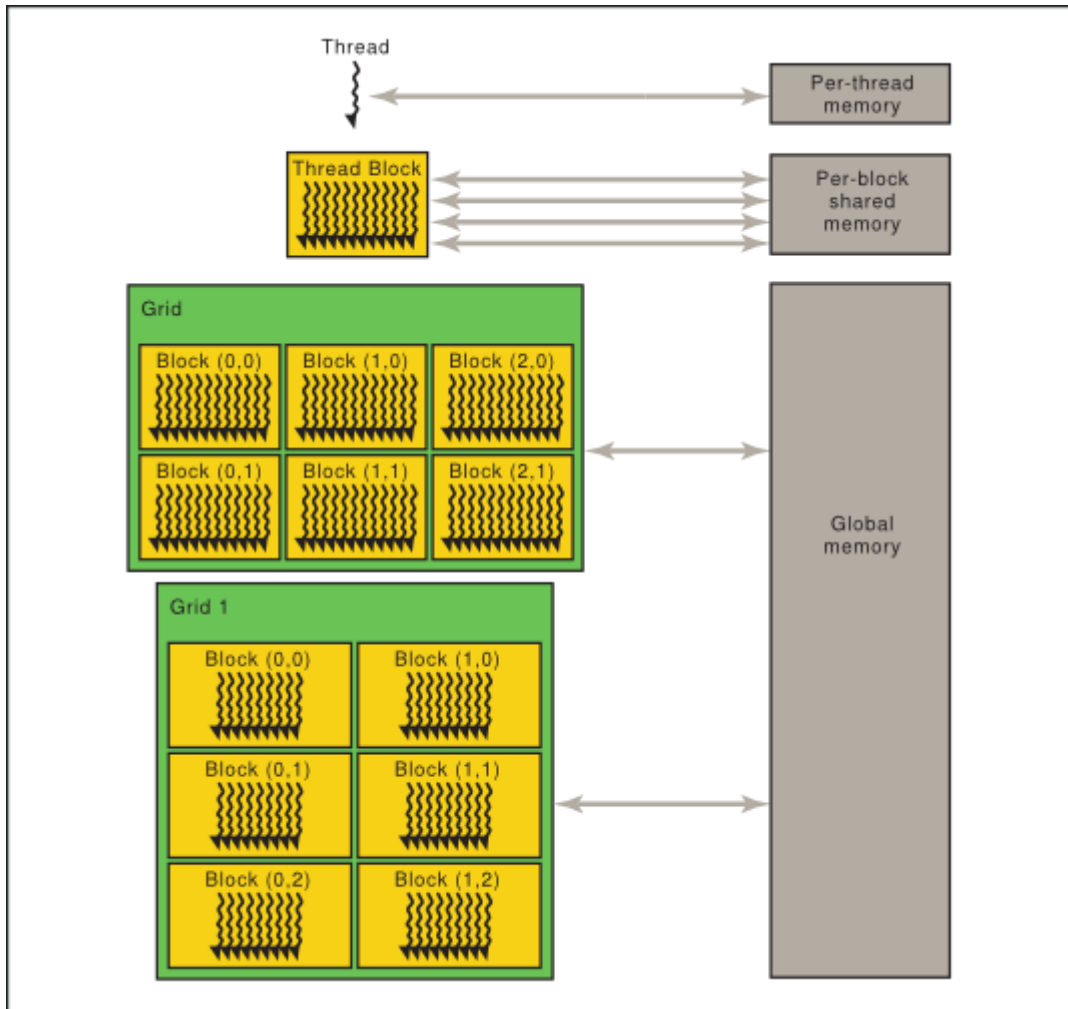 Thread
Per-thread
memory
Thread Block
Per-block
shared
memory
Grid
Block (0,0)
Block (1,0)
Block (2,0)
Block (0,1)
Block (1,1)
Block (2,1)
Global
memory
Grid 1
Block (0,0)
Block (1,0)
Block (0,1)
Block (1,1)
Block (0,2)
Block (1,2)